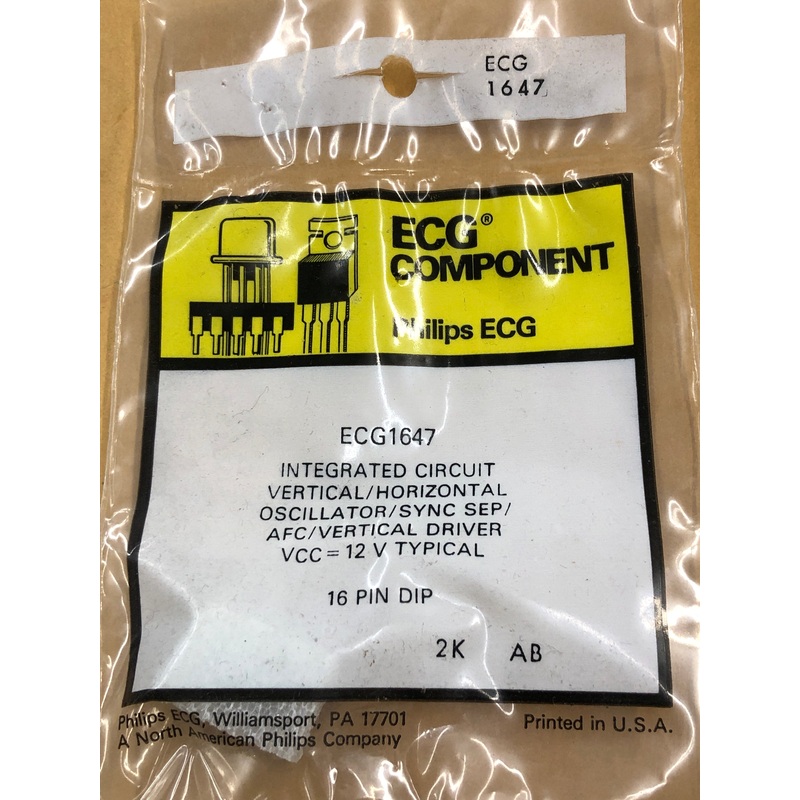 ECG
1647
ECG®
COMPONENT
Philips ECG
ECG1647
INTEGRATED CIRCUIT
VERTICAL/HORIZONTAL
OSCILLATOR/SYNC SEP/
AFC/VERTICAL DRIVER
VCC = 12 V TYPICAL
16 PIN DIP
2K AB
Philips ECG, Williamsport, PA 17701
A North American Philips Company
Printed in U.S.A.